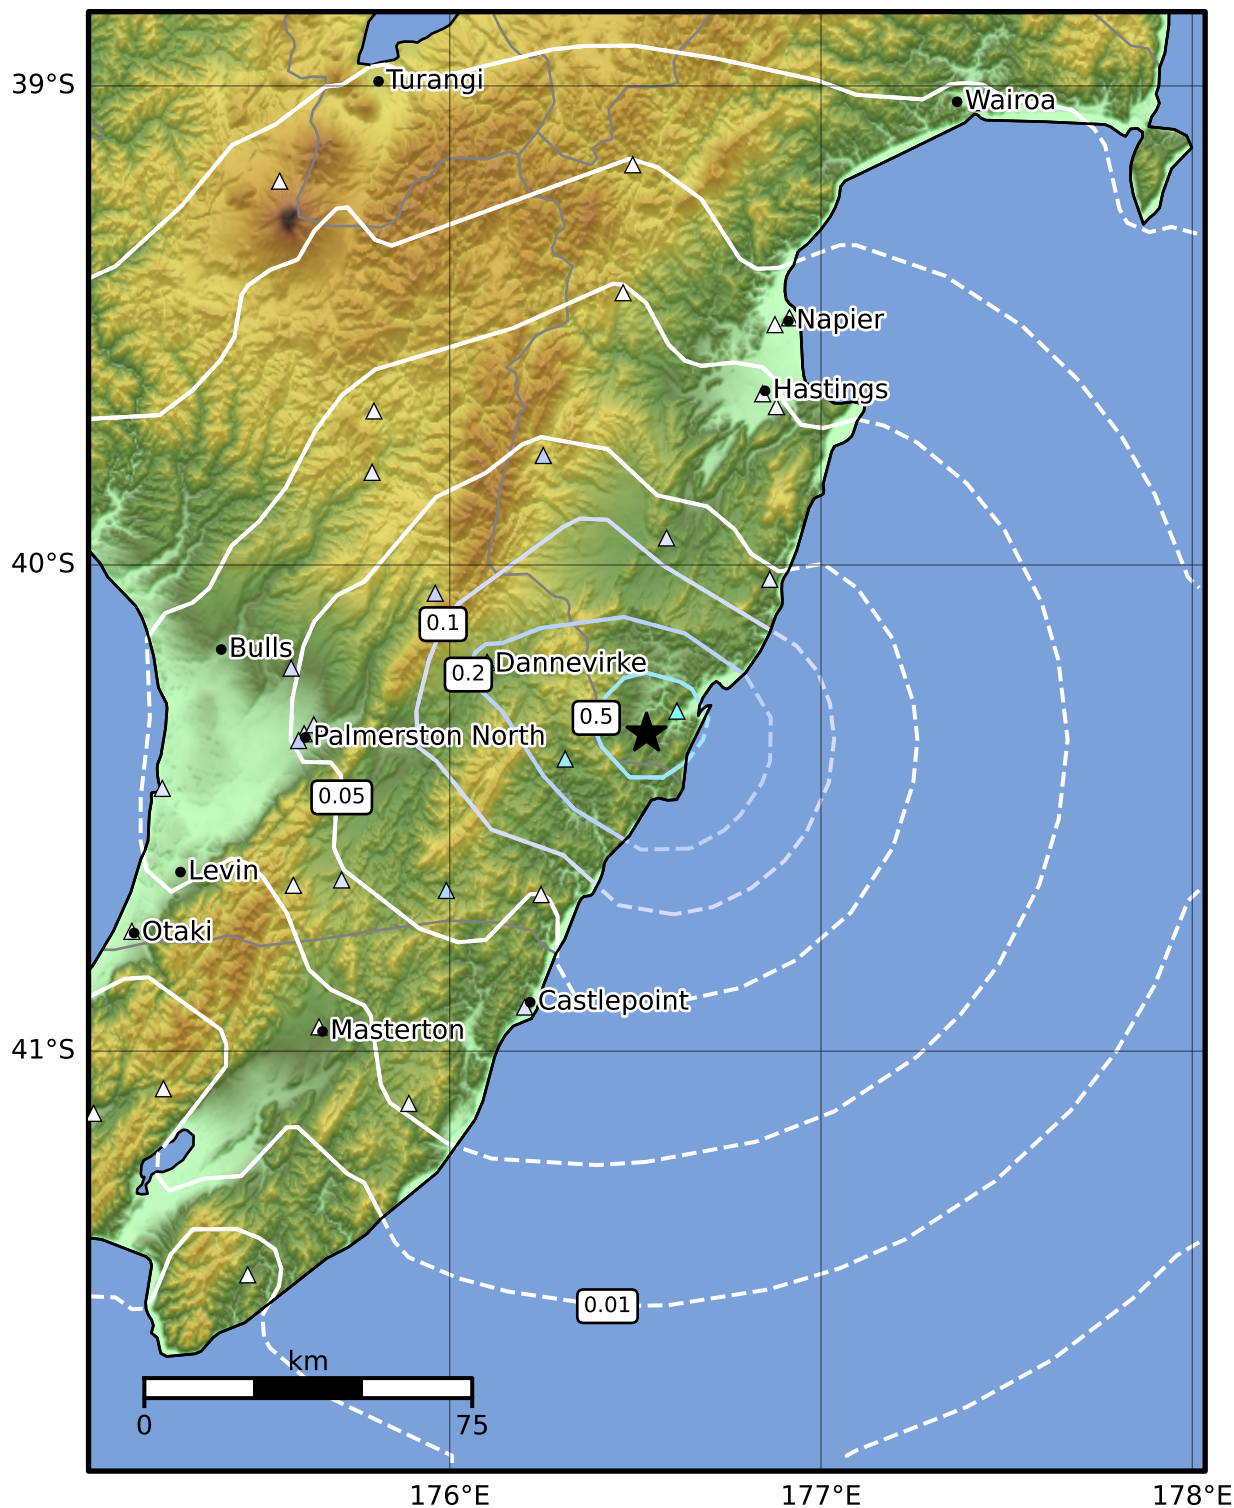 39°S
Turangi
Wairoa
Napier
Hastings
40°S
0.1
Bulls
Dannevirke
0.2
0.5
Palmerston North
0.05
Levin
Otaki
Castlepoint
Masterton
41°S
0.01
km
0 75
176°E 177°E 178°E